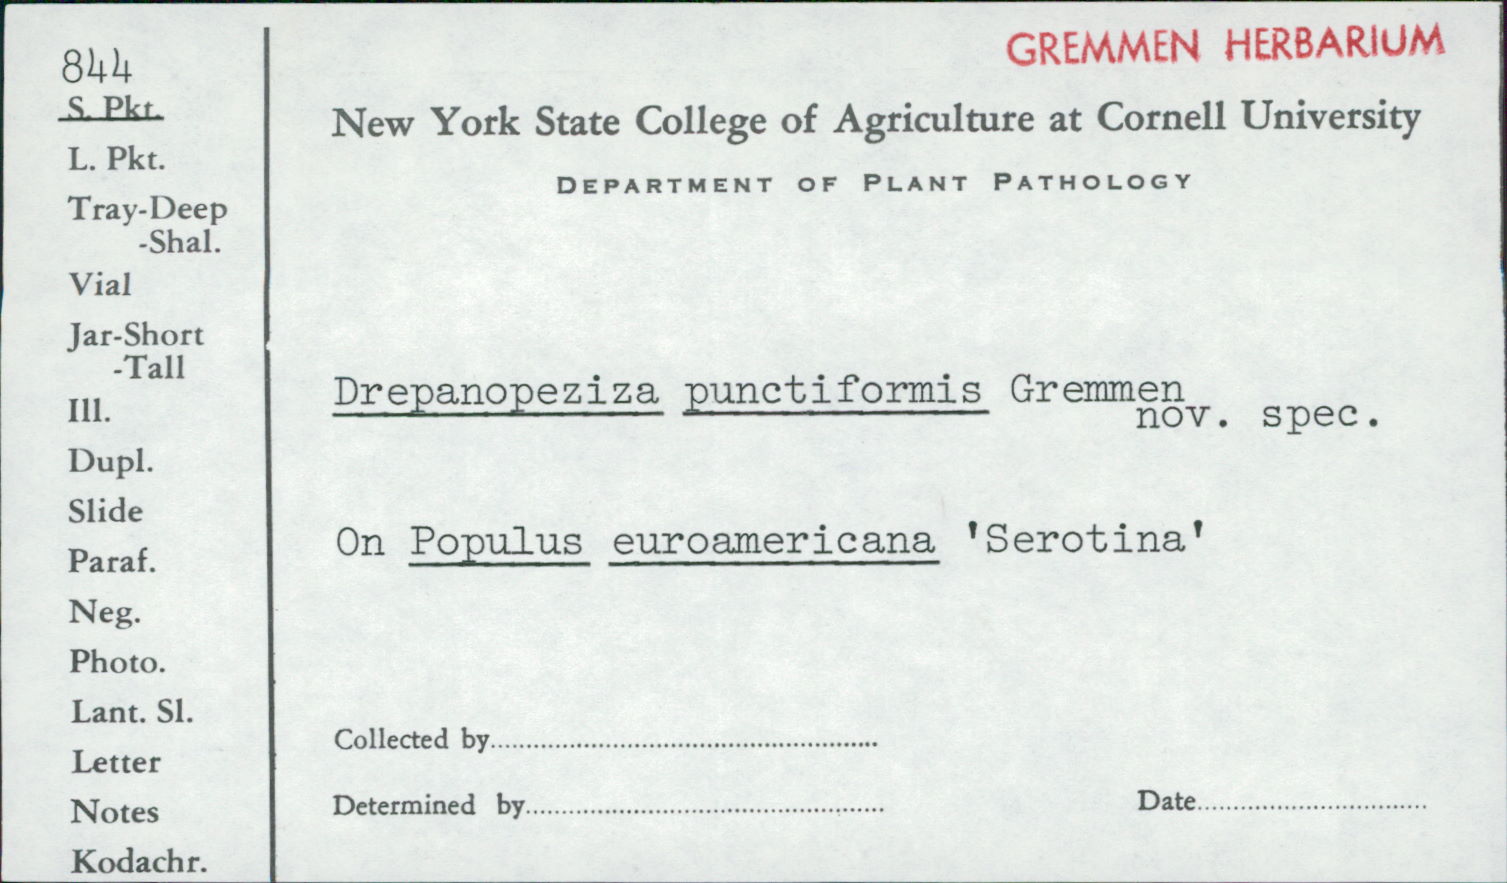 844
S. Pkt.
L. Pkt.
Tray-Deep
-Shal.
Vial
Jar-Short
-Tall
Ill.
Dupl.
Slide
Paraf.
Neg.
Photo.
Lant. Sl.
Letter
Notes
Kodachr.
GREMMEN HERBARIUM
New York State College of Agriculture at Cornell University
DEPARTMENT OF PLANT PATHOLOGY
Drepanopeziza punctiformis Gremmen
nov. spec.
On Populus euroamericana 'Serotina'
Collected by
Determined by
Date